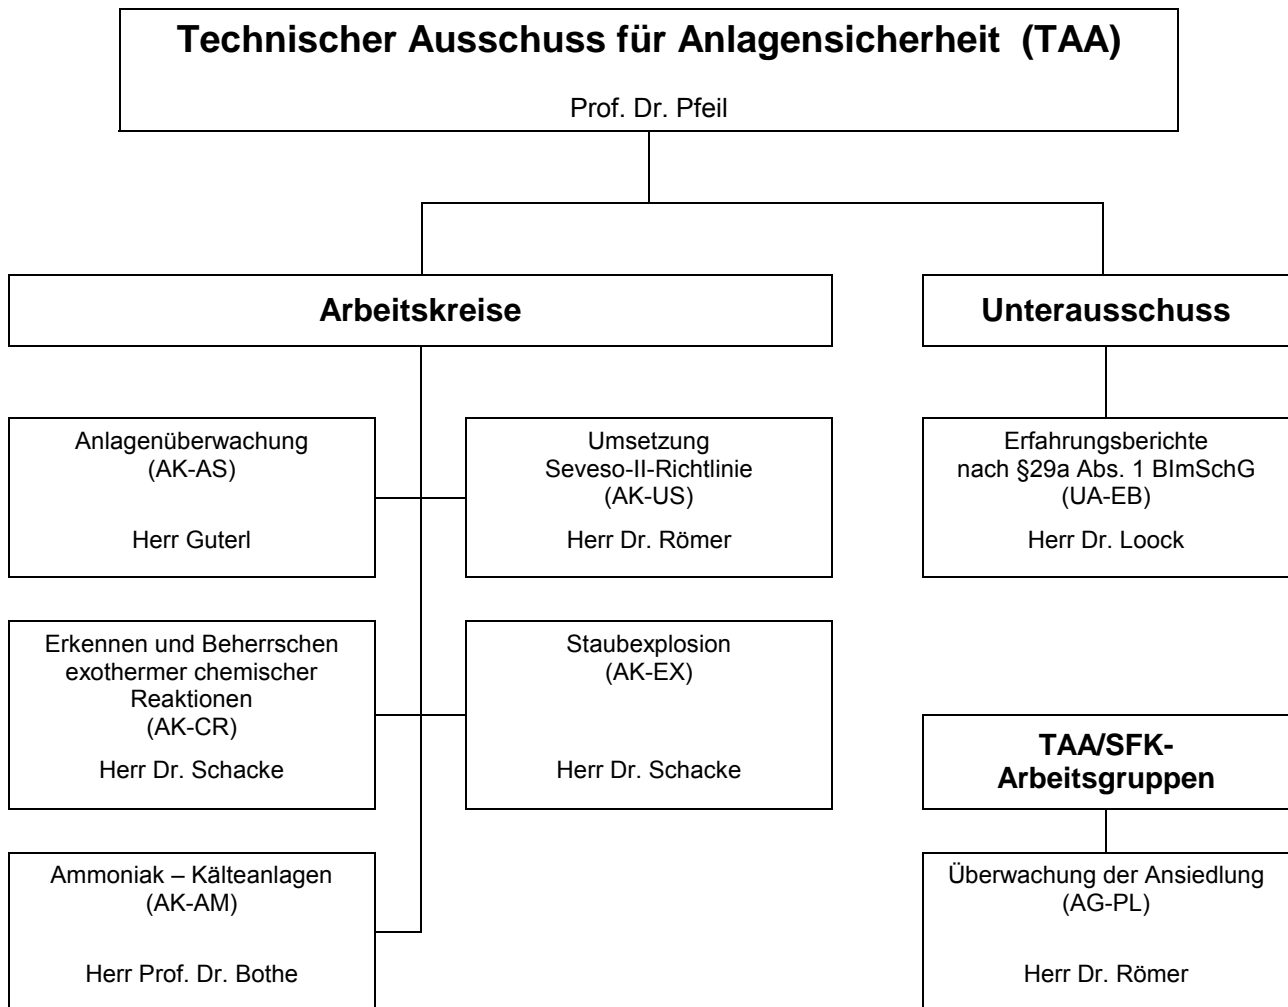 Technischer Ausschuss für Anlagensicherheit (TAA)
Prof. Dr. Pfeil
Arbeitskreise
Unterausschuss
Anlagenüberwachung
(AK-AS)
Herr Guterl
Umsetzung
Seveso-II-Richtlinie
(AK-US)
Herr Dr. Römer
Erfahrungsberichte
nach §29a Abs. 1 BImSchG
(UA-EB)
Herr Dr. Loock
Erkennen und Beherrschen
exothermer chemischer
Reaktionen
(AK-CR)
Herr Dr. Schacke
Staubexplosion
(AK-EX)
Herr Dr. Schacke
TAA/SFK-
Arbeitsgruppen
Ammoniak – Kälteanlagen
(AK-AM)
Herr Prof. Dr. Bothe
Überwachung der Ansiedlung
(AG-PL)
Herr Dr. Römer